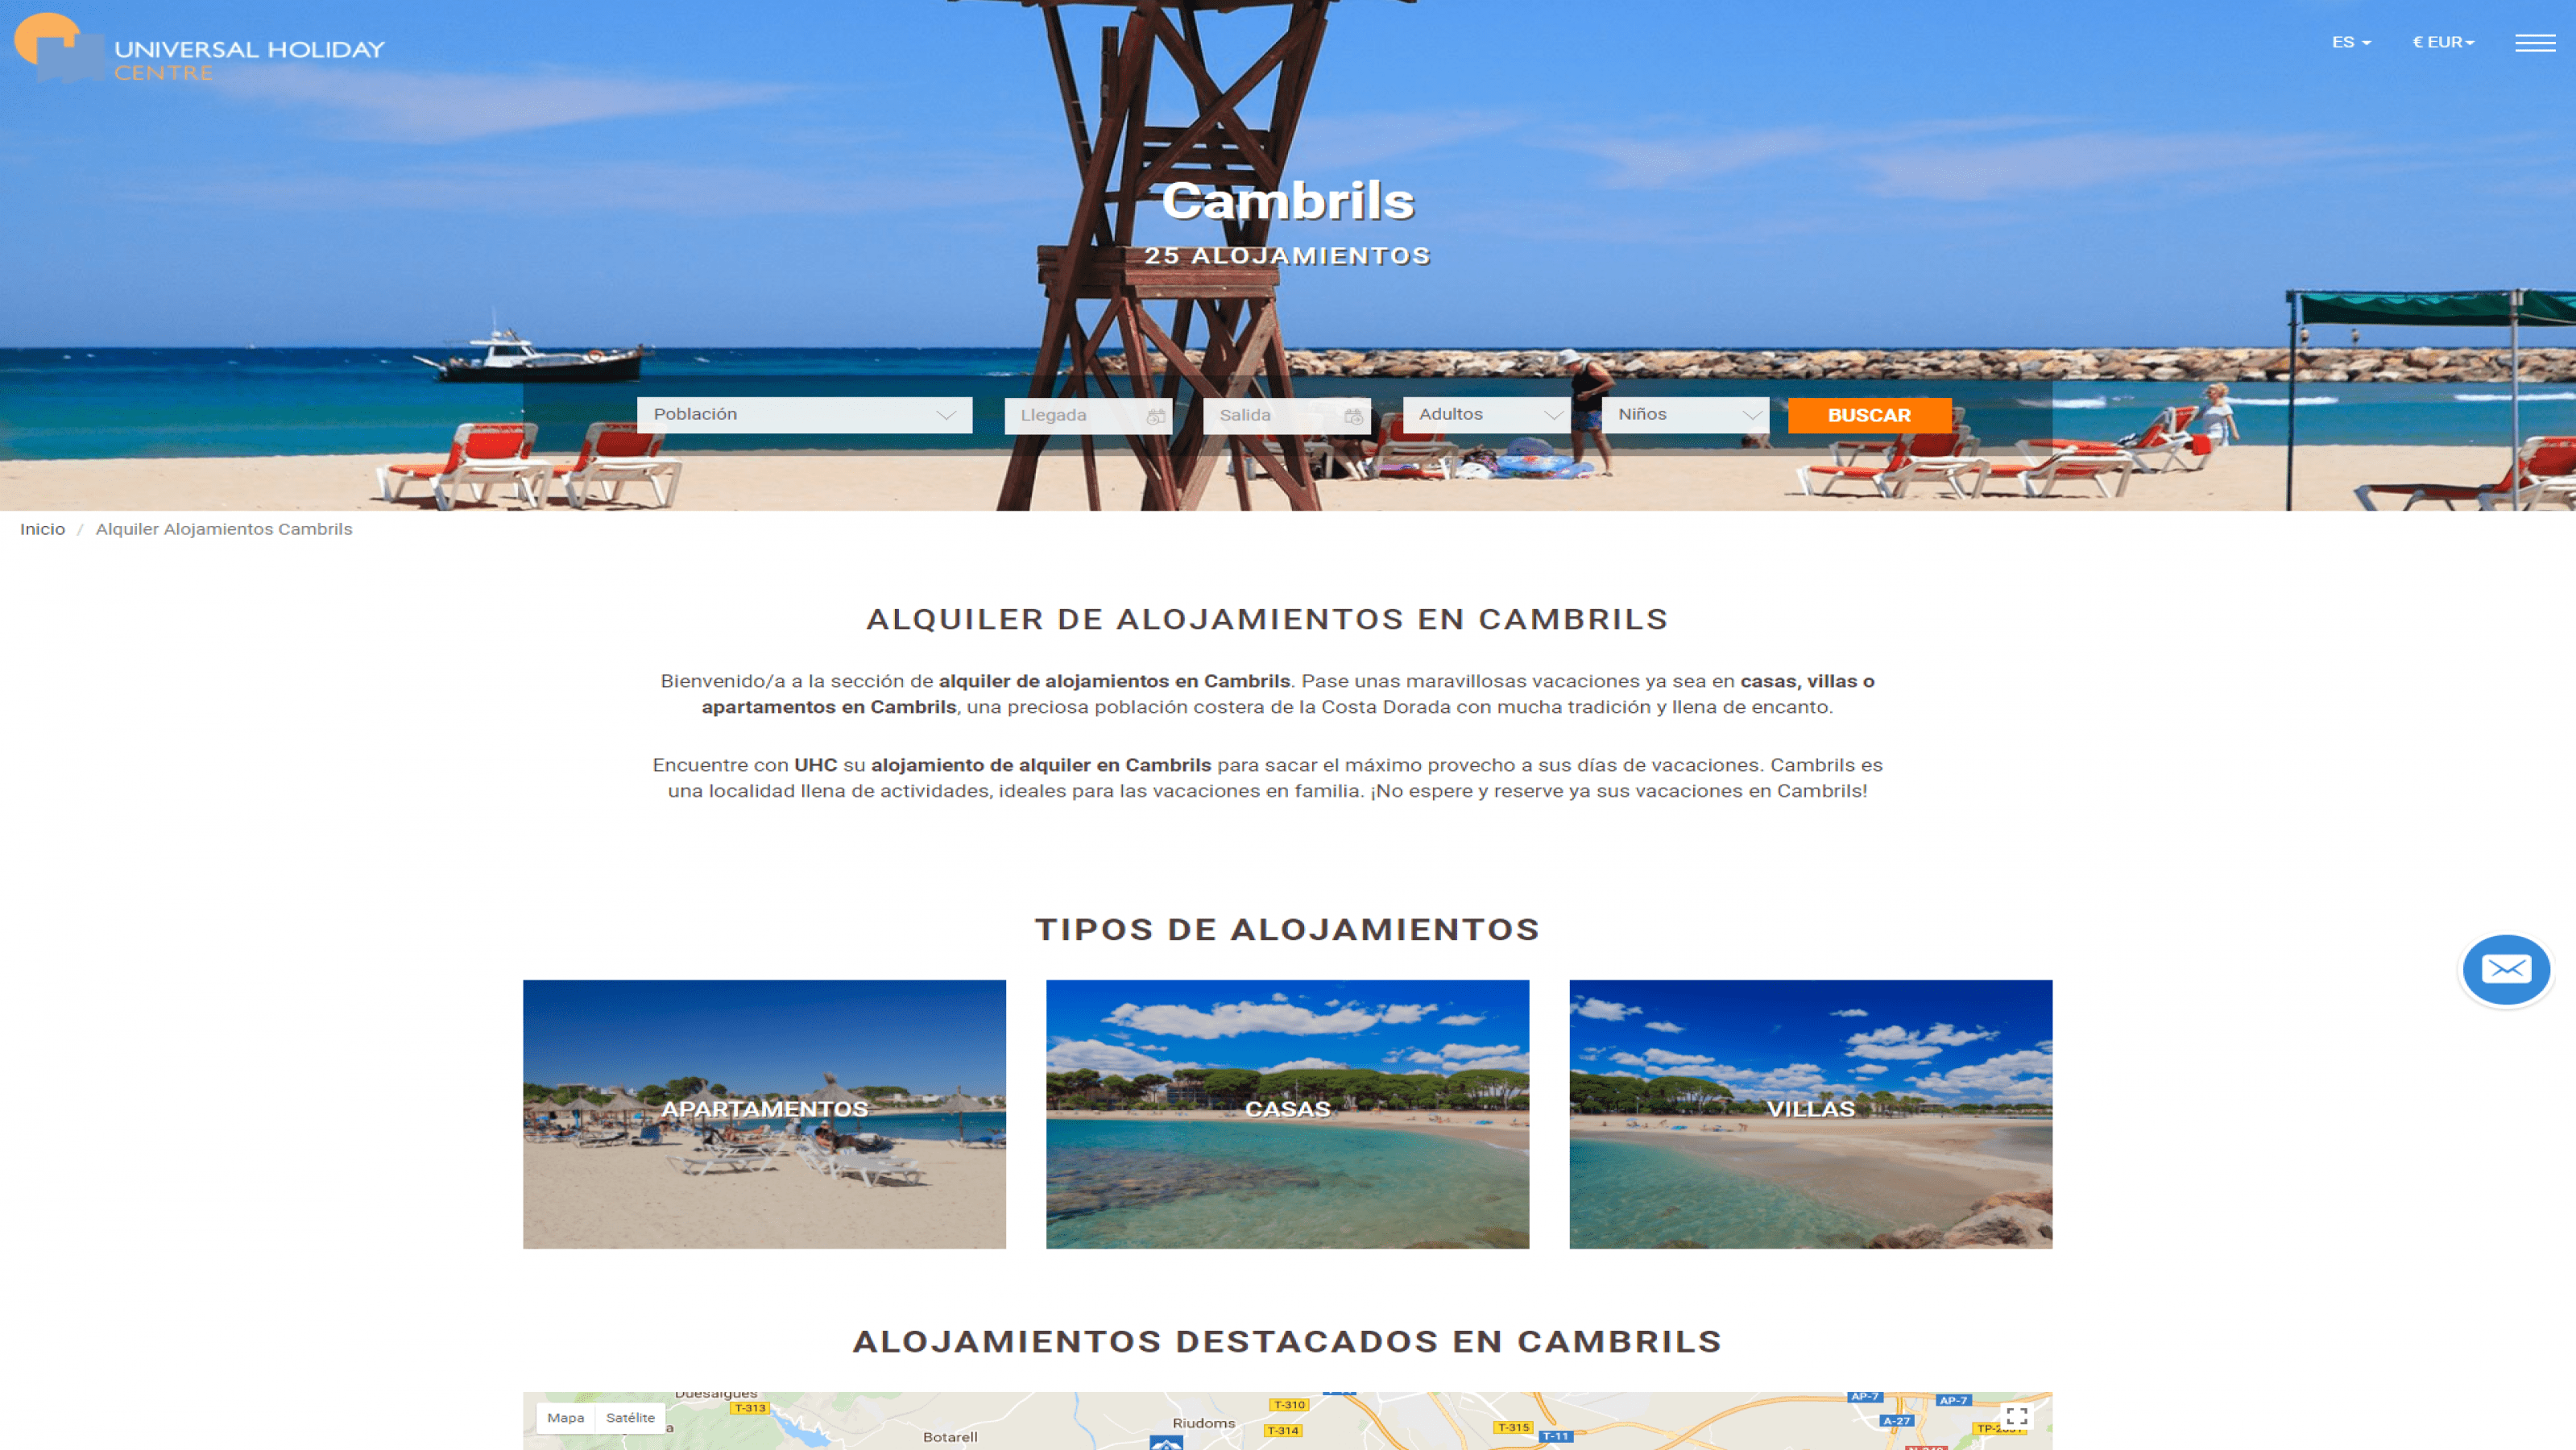 UNIVERSAL HOLIDAY
CENTRE
ES
€ EUR
Cambrils
25 ALOJAMIENTOS
Población
Llegada
Salida
Adultos
Niños
BUSCAR
Inicio / Alquiler Alojamientos Cambrils
ALQUILER DE ALOJAMIENTOS EN CAMBRILS
Bienvenido/a a la sección de alquiler de alojamientos en Cambrils. Pase unas maravillosas vacaciones ya sea en casas, villas o
apartamentos en Cambrils, una preciosa población costera de la Costa Dorada con mucha tradición y llena de encanto.
Encuentre con UHC su alojamiento de alquiler en Cambrils para sacar el máximo provecho a sus días de vacaciones. Cambrils es
una localidad llena de actividades, ideales para las vacaciones en familia. ¡No espere y reserve ya sus vacaciones en Cambrils!
TIPOS DE ALOJAMIENTOS
APARTAMENTOS
CASAS
VILLAS
ALOJAMIENTOS DESTACADOS EN CAMBRILS
Duesaigües
T-313
Mapa
Satélite
Botarell
Riudoms
T-310
T-314
T-315
T-11
AP-7
AP-7
A-27